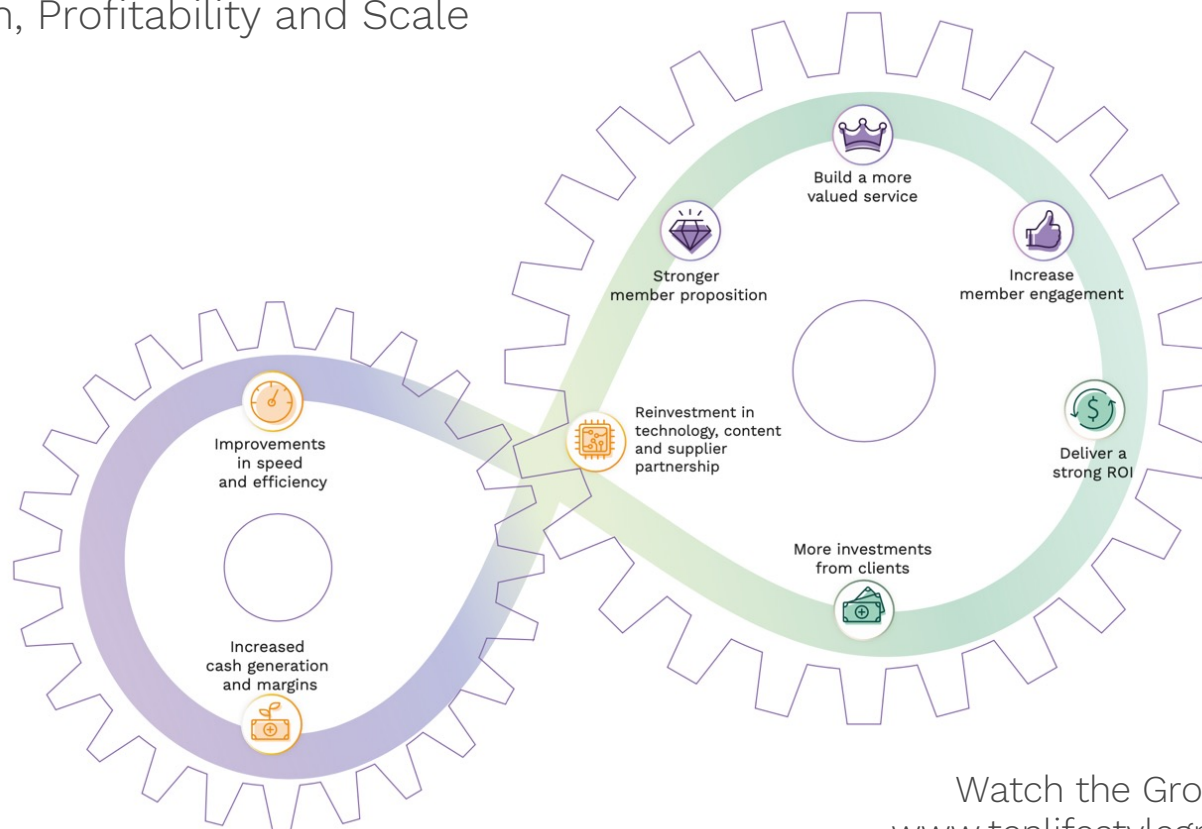 , Profitability and Scale
Build a more
valued service
Stronger
member proposition
Increase
member engagement
Reinvestment in
technology, content
and supplier
partnership
Deliver a
strong ROI
More investments
from clients
Improvements
in speed
and efficiency
Increased
cash generation
and margins
Watch the